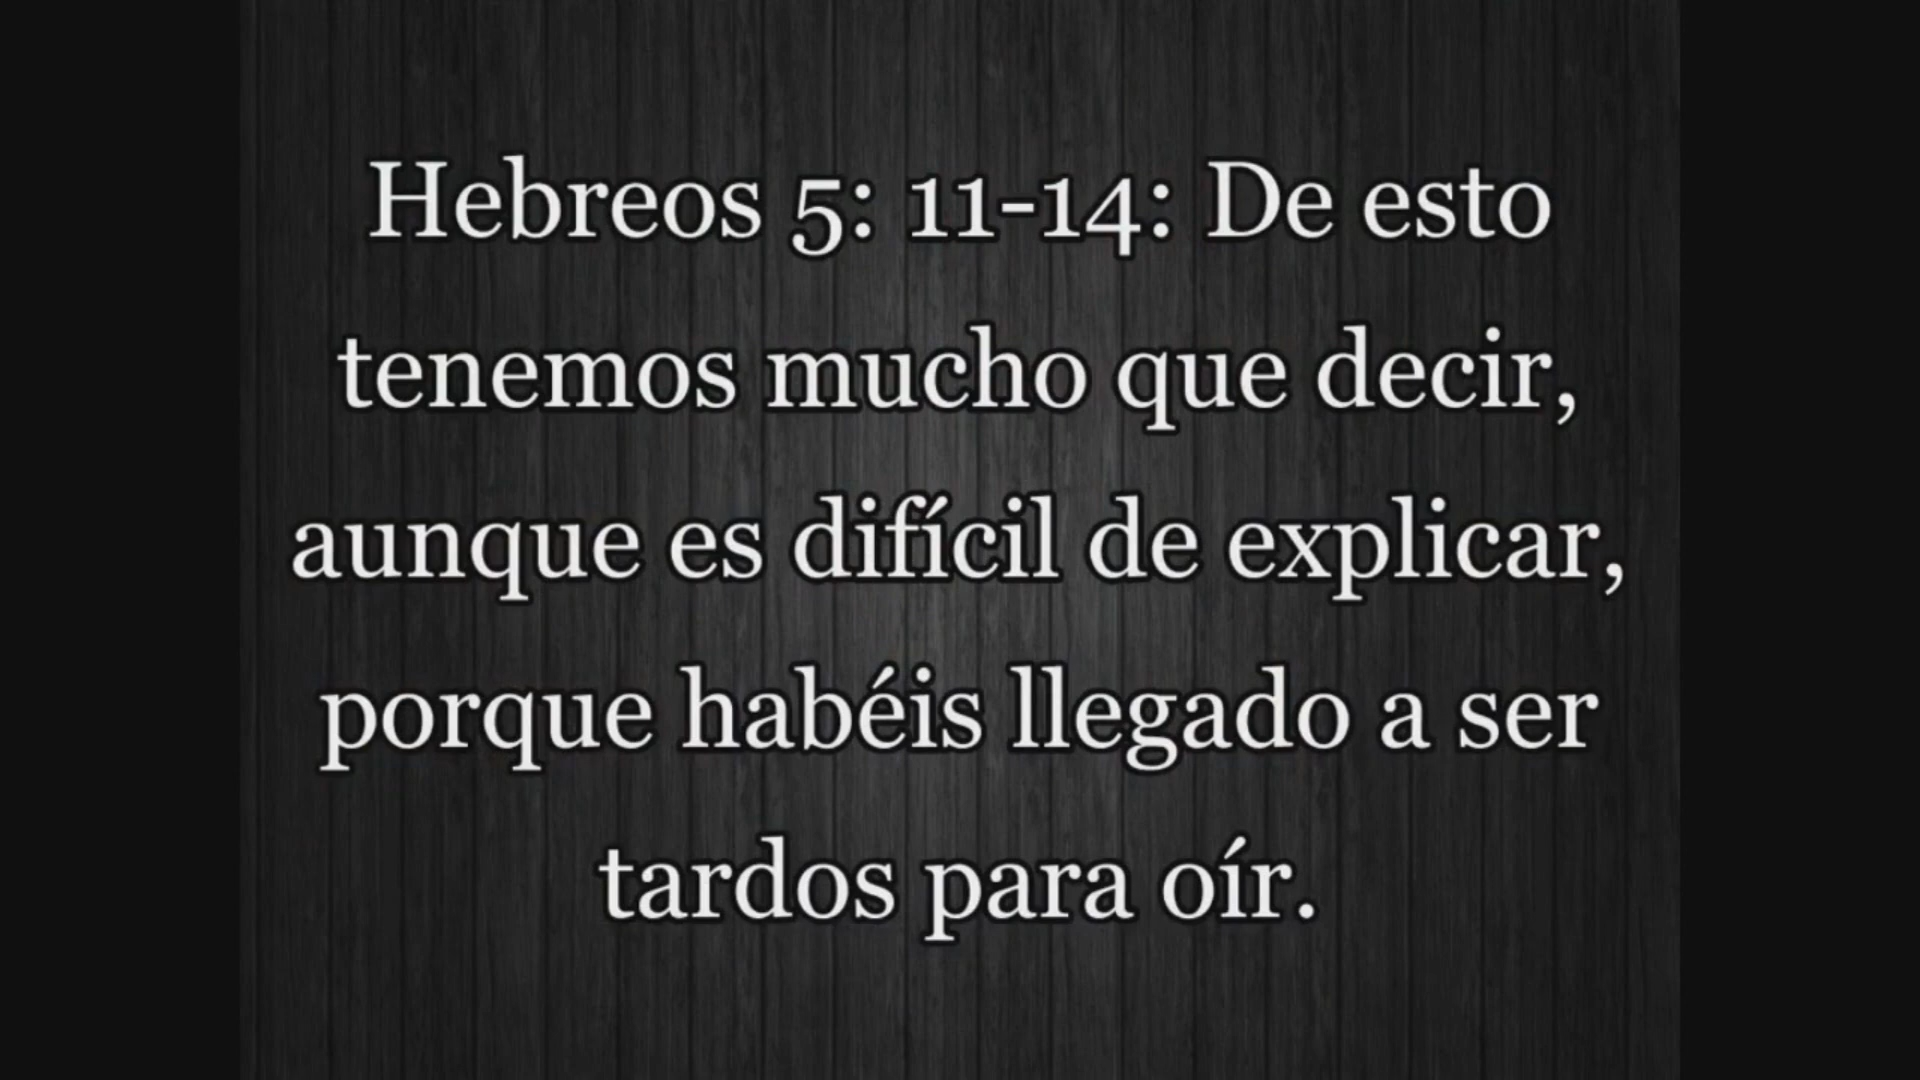 Hebreos 5: 11-14: De esto
tenemos mucho que decir,
aunque es difícil de explicar,
porque habéis llegado a ser
tardos para oír.